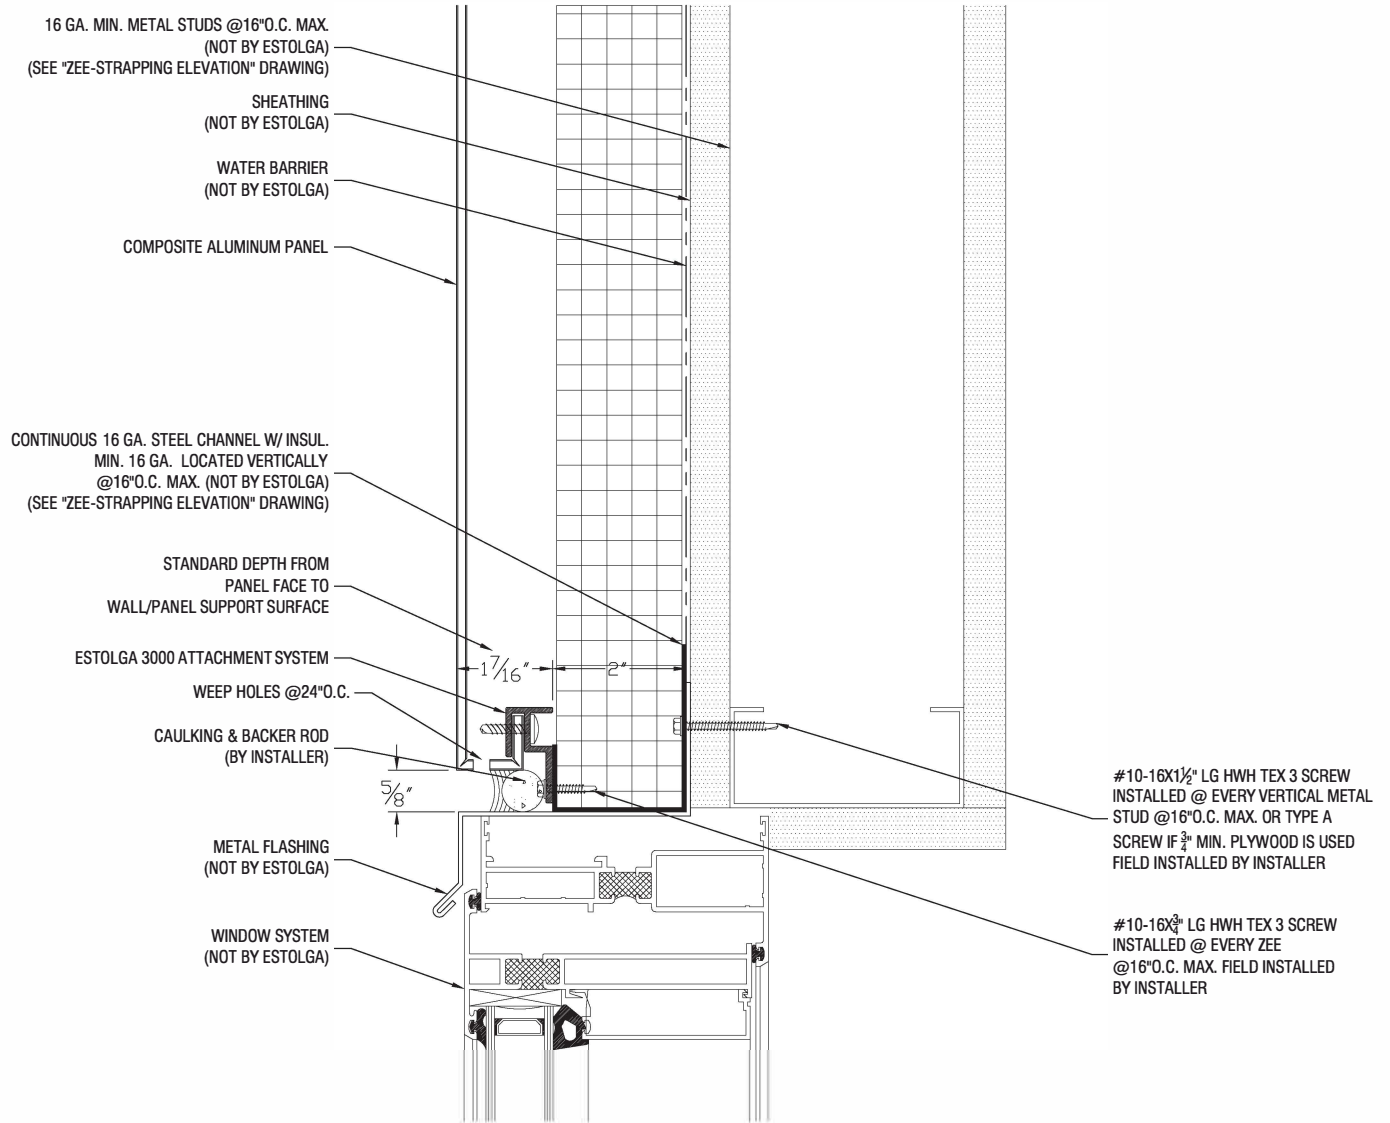 16 GA. MIN. METAL STUDS @16"O.C. MAX.
(NOT BY ESTOLGA)
(SEE "ZEE-STRAPPING ELEVATION" DRAWING)
SHEATHING
(NOT BY ESTOLGA)
WATER BARRIER
(NOT BY ESTOLGA)
COMPOSITE ALUMINUM PANEL
CONTINUOUS 16 GA. STEEL CHANNEL W/ INSUL.
MIN. 16 GA. LOCATED VERTICALLY
@16"O.C. MAX. (NOT BY ESTOLGA)
(SEE "ZEE-STRAPPING ELEVATION" DRAWING)
STANDARD DEPTH FROM
PANEL FACE TO
WALL/PANEL SUPPORT SURFACE
ESTOLGA 3000 ATTACHMENT SYSTEM
1 7/16"
2"
WEEP HOLES @24"O.C.
CAULKING & BACKER ROD
(BY INSTALLER)
5/8"
METAL FLASHING
(NOT BY ESTOLGA)
WINDOW SYSTEM
(NOT BY ESTOLGA)
#10-16X1½" LG HWH TEX 3 SCREW
INSTALLED @ EVERY VERTICAL METAL
STUD @16"O.C. MAX. OR TYPE A
SCREW IF ¾" MIN. PLYWOOD IS USED
FIELD INSTALLED BY INSTALLER
#10-16X¾" LG HWH TEX 3 SCREW
INSTALLED @ EVERY ZEE
@16"O.C. MAX. FIELD INSTALLED
BY INSTALLER